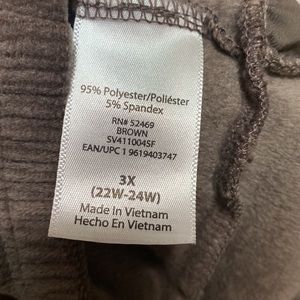 95% Polyester/Poliéster
5% Spandex
RN# 52469
BROWN
SV411004SF
EAN/UPC 1 9619403747
3X
(22W-24W)
Made In Vietnam
Hecho En Vietnam